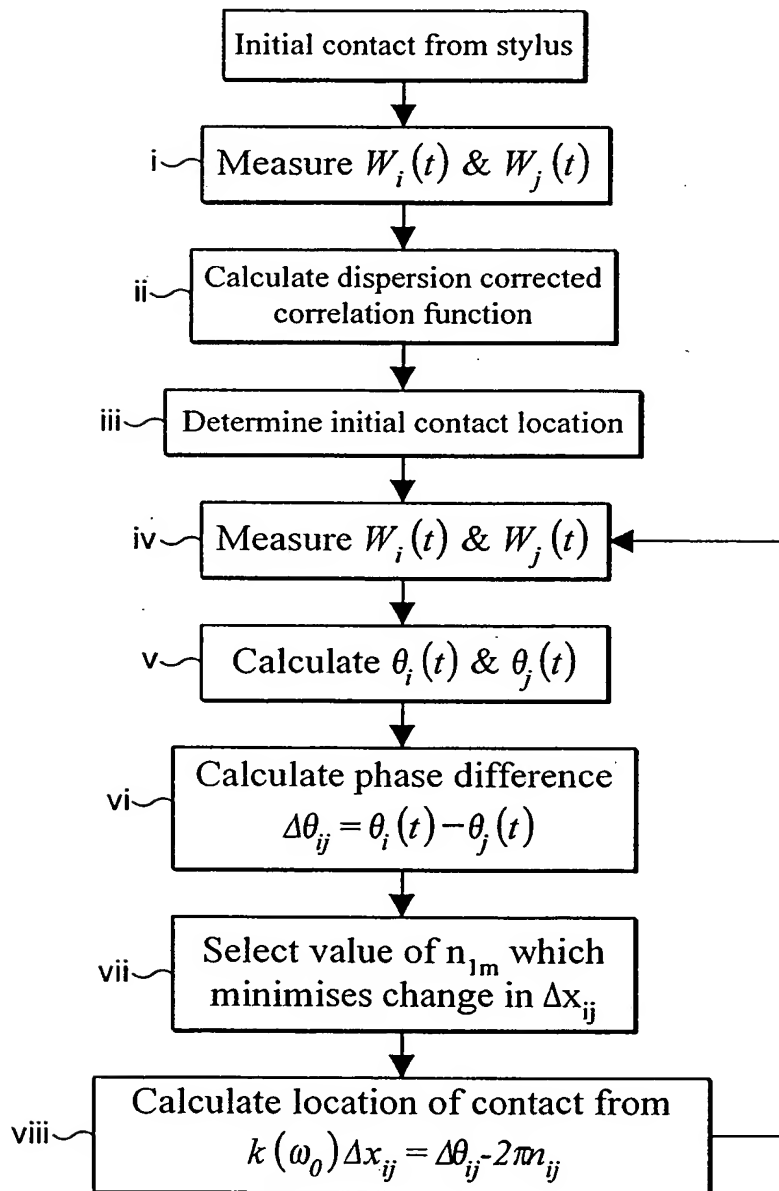 Initial contact from stylus
i
Measure W_i(t) & W_j(t)
ii
Calculate dispersion corrected
correlation function
iii
Determine initial contact location
iv
Measure W_i(t) & W_j(t)
v
Calculate θ_i(t) & θ_j(t)
vi
Calculate phase difference
Δθ_ij = θ_i(t) − θ_j(t)
vii
Select value of n_1m which
minimises change in Δx_ij
viii
Calculate location of contact from
k(ω_0)Δx_ij = Δθ_ij-2πn_ij